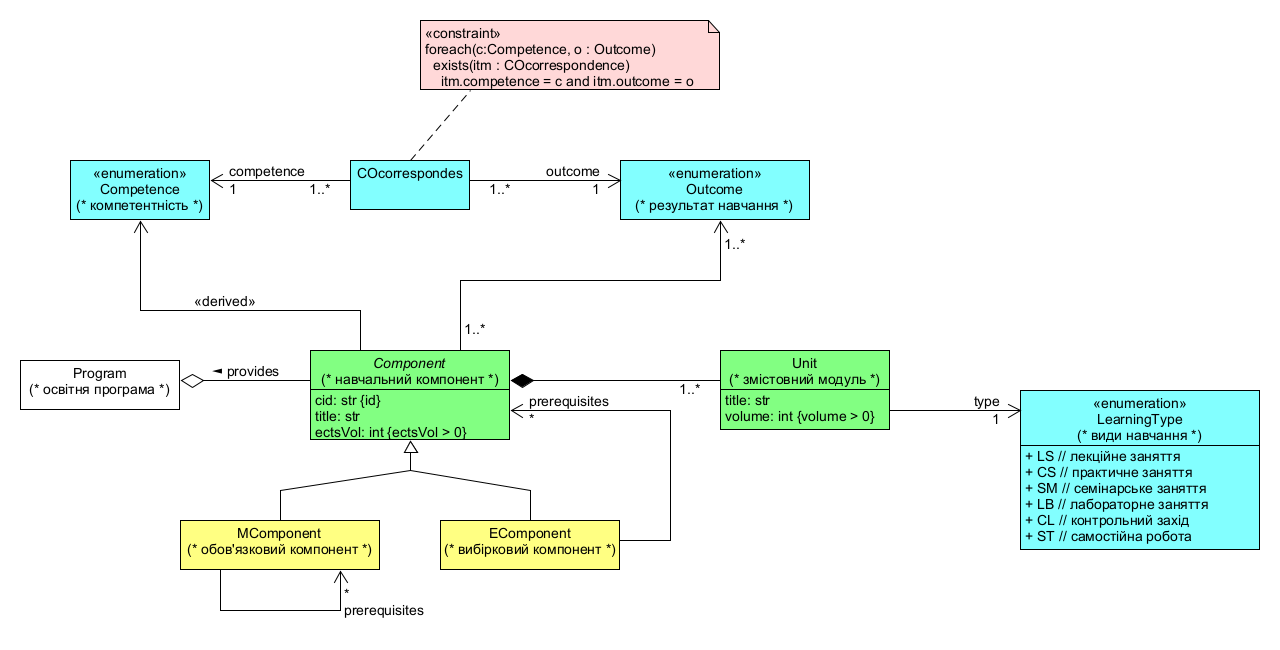 «constraint»
foreach(c:Competence, o : Outcome)
exists(itm : COcorrespondence)
itm.competence = c and itm.outcome = o
«enumeration»
Competence
(* компетентність *)
competence
1
1..*
COcorrespondes
1..*
outcome
1
«enumeration»
Outcome
(* результат навчання *)
1..*
«derived»
1..*
Program
(* освітня програма *)
◄ provides
Component
(* навчальний компонент *)
cid: str {id}
title: str
ectsVol: int {ectsVol > 0}
1..*
prerequisites
*
Unit
(* змістовний модуль *)
title: str
volume: int {volume > 0}
type
1
«enumeration»
LearningType
(* види навчання *)
+ LS // лекційне заняття
+ CS // практичне заняття
+ SM // семінарське заняття
+ LB // лабораторне заняття
+ CL // контрольний захід
+ ST // самостійна робота
MComponent
(* обов'язковий компонент *)
EComponent
(* вибірковий компонент *)
*
prerequisites